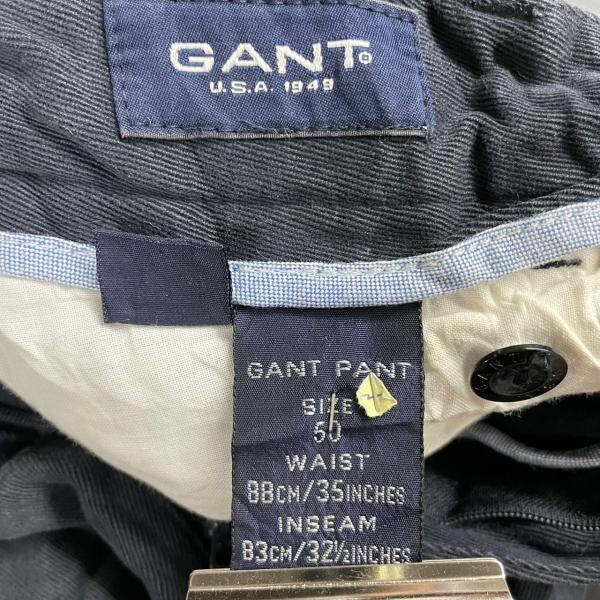 GANT
U.S.A. 1949
GANT PANT
SIZE
50
WAIST
88CM/35INCHES
INSEAM
83CM/32½INCHES